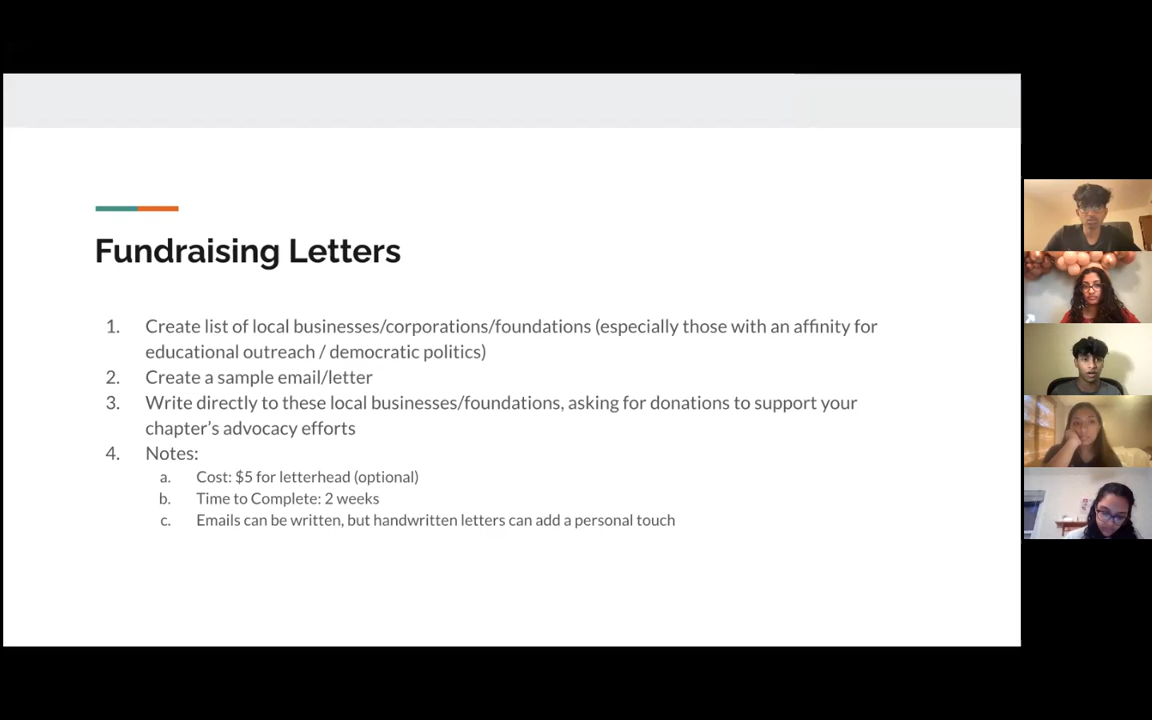 Fundraising Letters
1. Create list of local businesses/corporations/foundations (especially those with an affinity for
educational outreach / democratic politics)
2. Create a sample email/letter
3. Write directly to these local businesses/foundations, asking for donations to support your
chapter's advocacy efforts
4. Notes:
a. Cost: $5 for letterhead (optional)
b. Time to Complete: 2 weeks
c. Emails can be written, but handwritten letters can add a personal touch